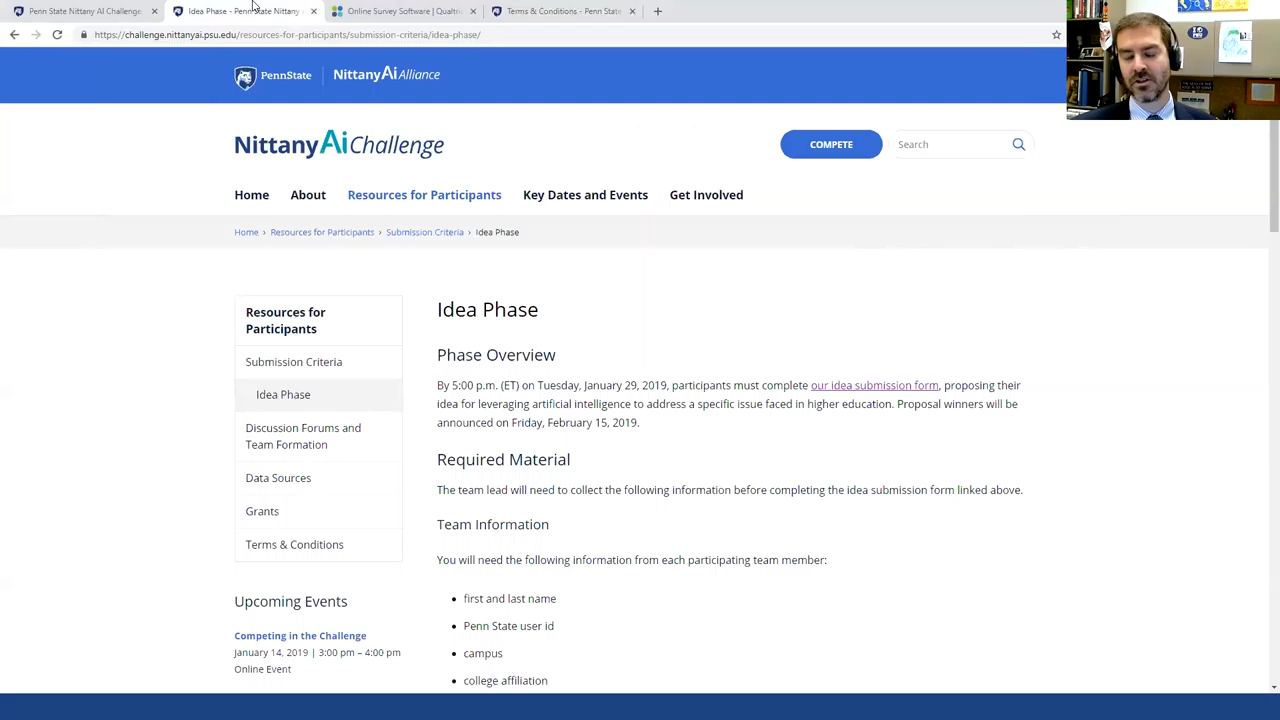 Penn State Nittany AI Challenge
Idea Phase - Penn State Nittany
Online Survey Software | Qualtri
Terms & Conditions - Penn State
https://challenge.nittanyai.psu.edu/resources-for-participants/submission-criteria/idea-phase/
PennState
NittanyAiAlliance
NittanyAiChallenge
COMPETE
Search
Home
About
Resources for Participants
Key Dates and Events
Get Involved
Home › Resources for Participants › Submission Criteria › Idea Phase
Resources for
Participants
Submission Criteria
Idea Phase
Discussion Forums and
Team Formation
Data Sources
Grants
Terms & Conditions
Upcoming Events
Competing in the Challenge
January 14, 2019 | 3:00 pm – 4:00 pm
Online Event
Idea Phase
Phase Overview
By 5:00 p.m. (ET) on Tuesday, January 29, 2019, participants must complete our idea submission form, proposing their
idea for leveraging artificial intelligence to address a specific issue faced in higher education. Proposal winners will be
announced on Friday, February 15, 2019.
Required Material
The team lead will need to collect the following information before completing the idea submission form linked above.
Team Information
You will need the following information from each participating team member:
• first and last name
• Penn State user id
• campus
• college affiliation